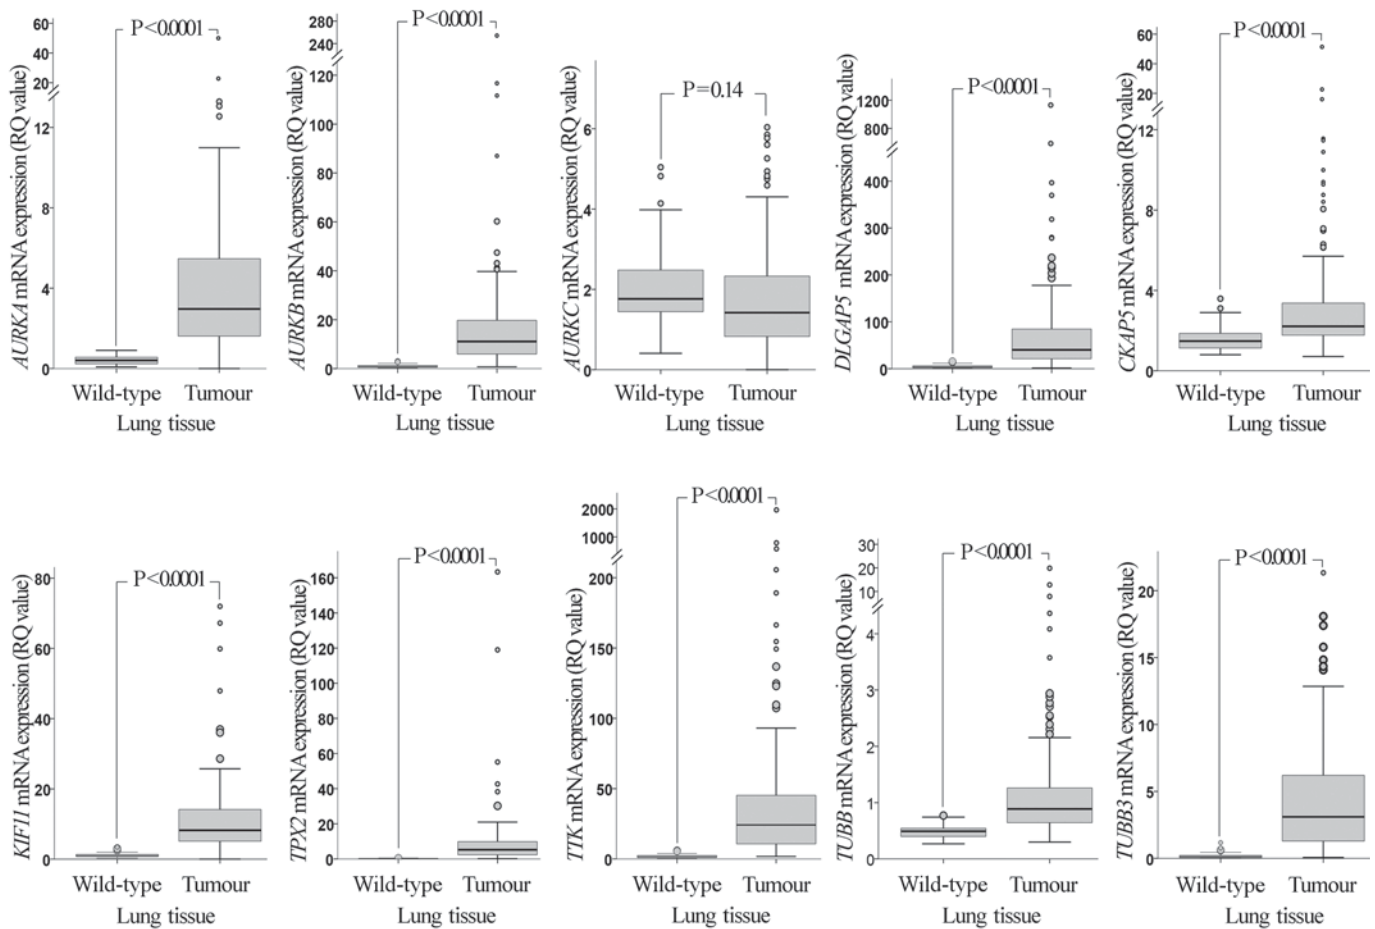 P<0.0001
60
40
20
12
8
4
0
AURKA mRNA expression (RQ value)
Wild-type Tumour
Lung tissue
P<0.0001
280
240
120
100
80
60
40
20
0
AURKB mRNA expression (RQ value)
Wild-type Tumour
Lung tissue
P=0.14
6
4
2
0
AURKC mRNA expression (RQ value)
Wild-type Tumour
Lung tissue
P<0.0001
1200
800
400
300
200
100
0
DLGAP5 mRNA expression (RQ value)
Wild-type Tumour
Lung tissue
P<0.0001
60
40
20
12
8
4
0
CKAP5 mRNA expression (RQ value)
Wild-type Tumour
Lung tissue
P<0.0001
80
60
40
20
0
KIF11 mRNA expression (RQ value)
Wild-type Tumour
Lung tissue
P<0.0001
160
140
120
100
80
60
40
20
0
TPX2 mRNA expression (RQ value)
Wild-type Tumour
Lung tissue
P<0.0001
2000
1000
200
150
100
50
0
TTK mRNA expression (RQ value)
Wild-type Tumour
Lung tissue
P<0.0001
30
20
10
4
3
2
1
0
TUBB mRNA expression (RQ value)
Wild-type Tumour
Lung tissue
P<0.0001
20
15
10
5
0
TUBB3 mRNA expression (RQ value)
Wild-type Tumour
Lung tissue